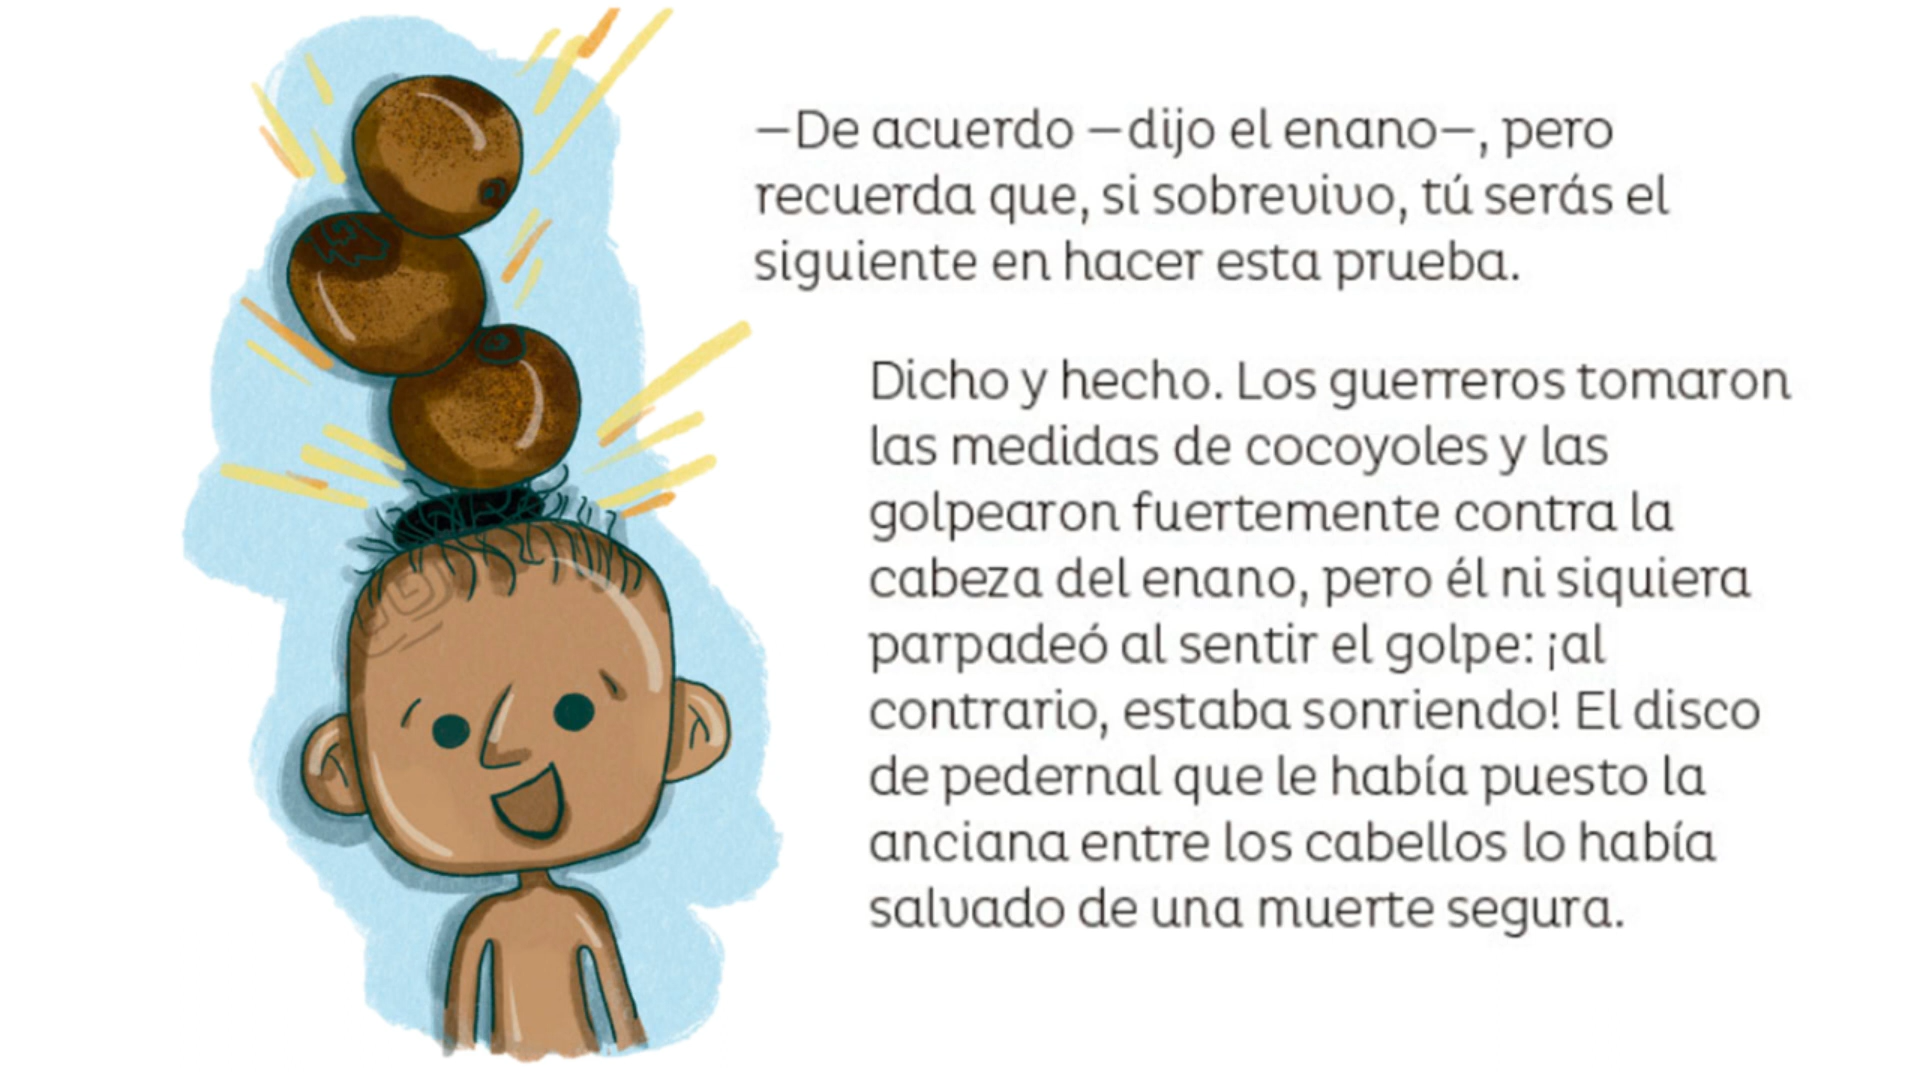 —De acuerdo —dijo el enano—, pero
recuerda que, si sobrevivo, tú serás el
siguiente en hacer esta prueba.
Dicho y hecho. Los guerreros tomaron
las medidas de cocoyoles y las
golpearon fuertemente contra la
cabeza del enano, pero él ni siquiera
parpadeó al sentir el golpe: ¡al
contrario, estaba sonriendo! El disco
de pedernal que le había puesto la
anciana entre los cabellos lo había
salvado de una muerte segura.